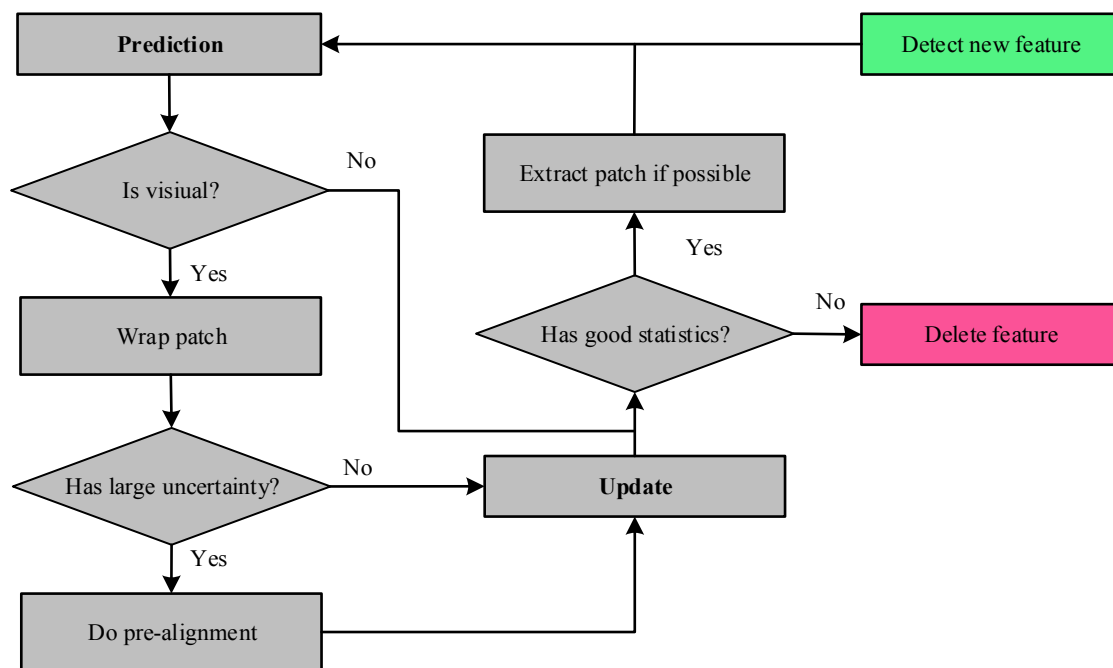 Prediction
Detect new feature
No
Extract patch if possible
Is visiual?
Yes
Yes
No
Wrap patch
Has good statistics?
Delete feature
No
Has large uncertainty?
Update
Yes
Do pre-alignment